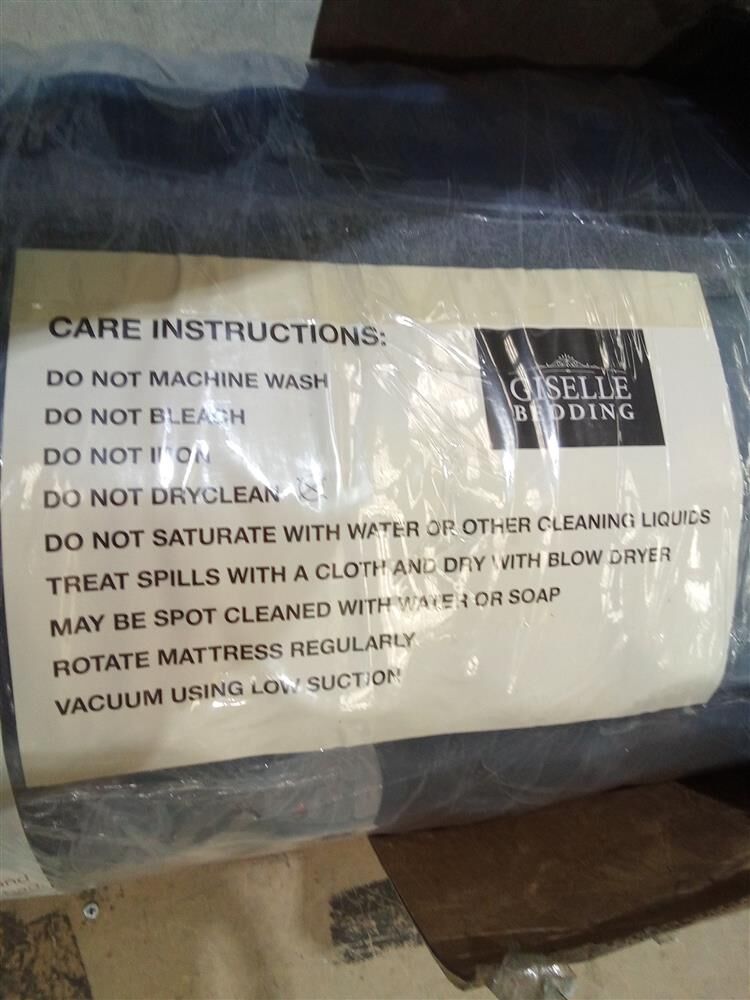 CARE INSTRUCTIONS:
GISELLE
BEDDING
DO NOT MACHINE WASH
DO NOT BLEACH
DO NOT IRON
DO NOT DRYCLEAN
DO NOT SATURATE WITH WATER OR OTHER CLEANING LIQUIDS
TREAT SPILLS WITH A CLOTH AND DRY WITH BLOW DRYER
MAY BE SPOT CLEANED WITH WATER OR SOAP
ROTATE MATTRESS REGULARLY
VACUUM USING LOW SUCTION